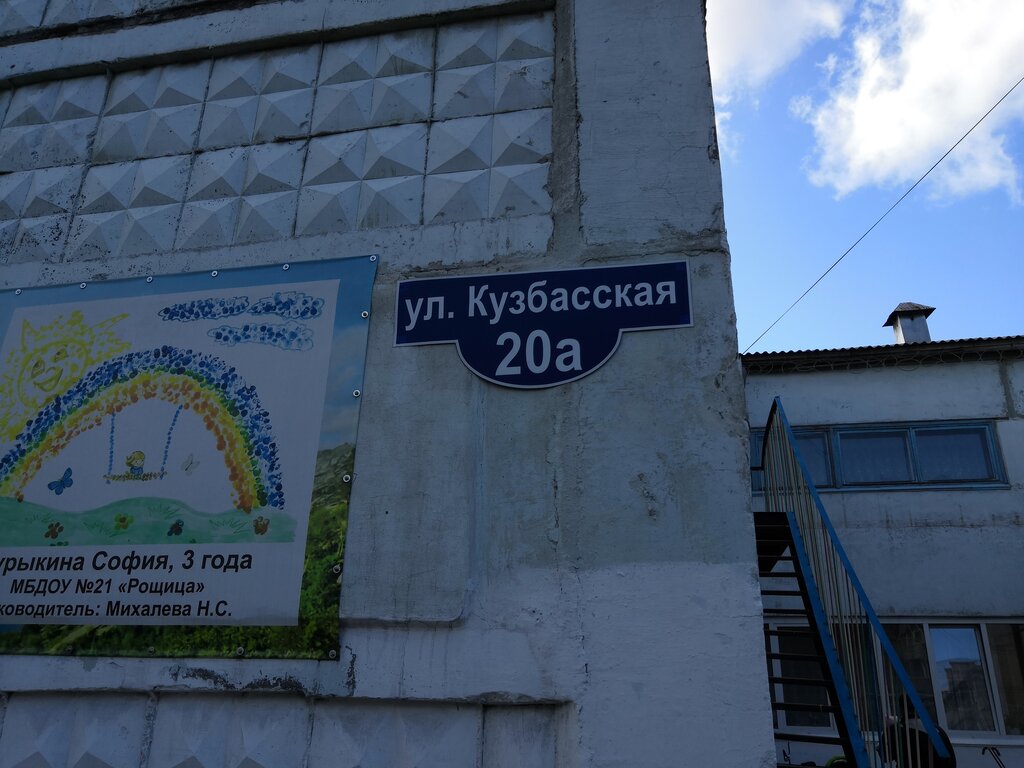 ул. Кузбасская
20а
София, 3 года
МБДОУ №21 «Рощица»
Михалева Н.С.